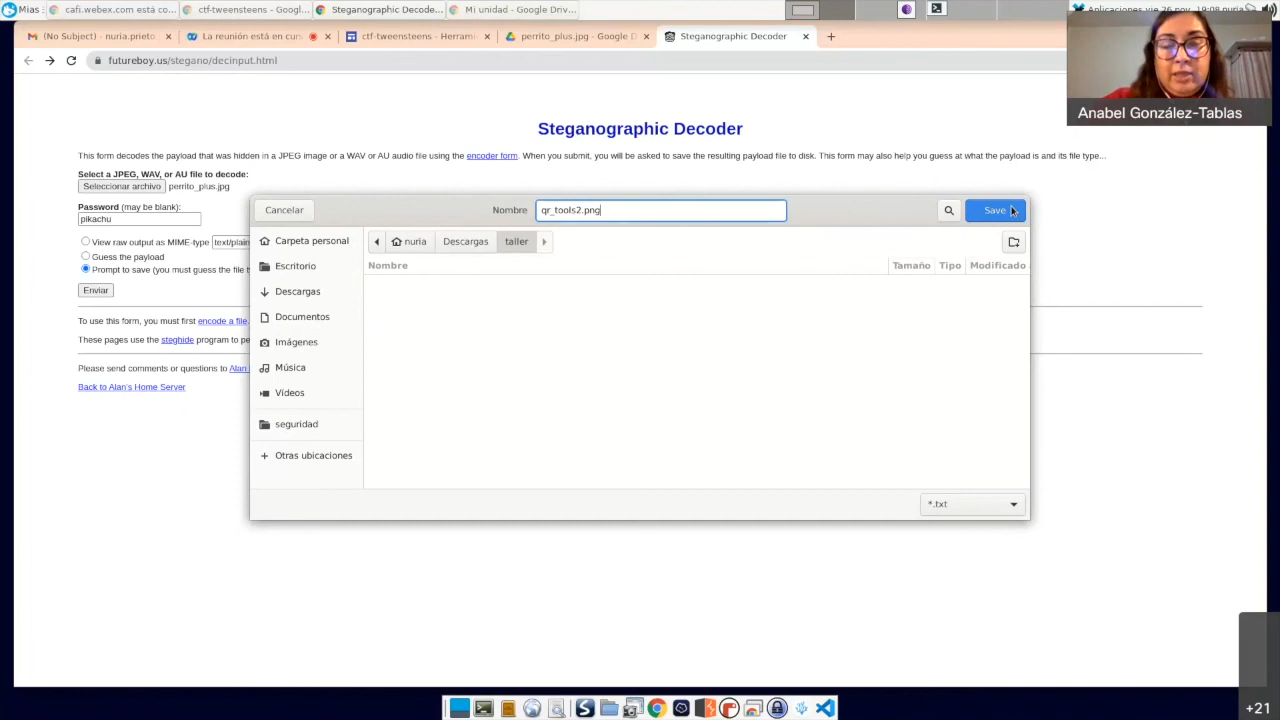 Mias
cafi.webex.com está co...
ctf-tweensteens - Googl...
Steganographic Decode...
Mi unidad - Google Driv...
Aplicaciones vie 26 nov, 19:08 nuria
(No Subject) - nuria.prieto
La reunión está en curs
ctf-tweensteens - Herrami
perrito_plus.jpg - Google D
Steganographic Decoder
futureboy.us/stegano/decinput.html
Anabel González-Tablas
Steganographic Decoder
This form decodes the payload that was hidden in a JPEG image or a WAV or AU audio file using the encoder form. When you submit, you will be asked to save the resulting payload file to disk. This form may also help you guess at what the payload is and its file type...
Select a JPEG, WAV, or AU file to decode:
Seleccionar archivo perrito_plus.jpg
Password (may be blank):
pikachu
View raw output as MIME-type text/plain
Guess the payload
Prompt to save (you must guess the file t
Enviar
To use this form, you must first encode a file.
These pages use the steghide program to pe
Please send comments or questions to Alan
Back to Alan's Home Server
Cancelar
Nombre
qr_tools2.png
Save
Carpeta personal
Escritorio
Descargas
Documentos
Imágenes
Música
Vídeos
seguridad
+ Otras ubicaciones
nuria
Descargas
taller
Nombre
Tamaño
Tipo
Modificado
*.txt
+21